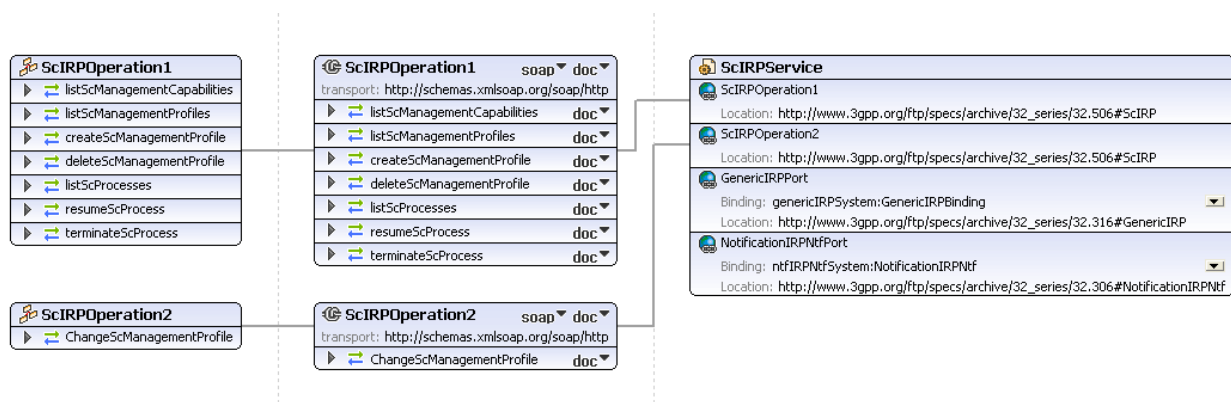 ScIRPOperation1
listScManagementCapabilities
listScManagementProfiles
createScManagementProfile
deleteScManagementProfile
listScProcesses
resumeScProcess
terminateScProcess
ScIRPOperation2
ChangeScManagementProfile
ScIRPOperation1 soap doc
transport: http://schemas.xmlsoap.org/soap/http
listScManagementCapabilities doc
listScManagementProfiles doc
createScManagementProfile doc
deleteScManagementProfile doc
listScProcesses doc
resumeScProcess doc
terminateScProcess doc
ScIRPOperation2 soap doc
transport: http://schemas.xmlsoap.org/soap/http
ChangeScManagementProfile doc
ScIRPService
ScIRPOperation1
Location: http://www.3gpp.org/ftp/specs/archive/32_series/32.506#ScIRP
ScIRPOperation2
Location: http://www.3gpp.org/ftp/specs/archive/32_series/32.506#ScIRP
GenericIRPPort
Binding: genericIRPSystem:GenericIRPBinding
Location: http://www.3gpp.org/ftp/specs/archive/32_series/32.316#GenericIRP
NotificationIRPNtfPort
Binding: ntfIRPNtfSystem:NotificationIRPNtf
Location: http://www.3gpp.org/ftp/specs/archive/32_series/32.306#NotificationIRPNtf